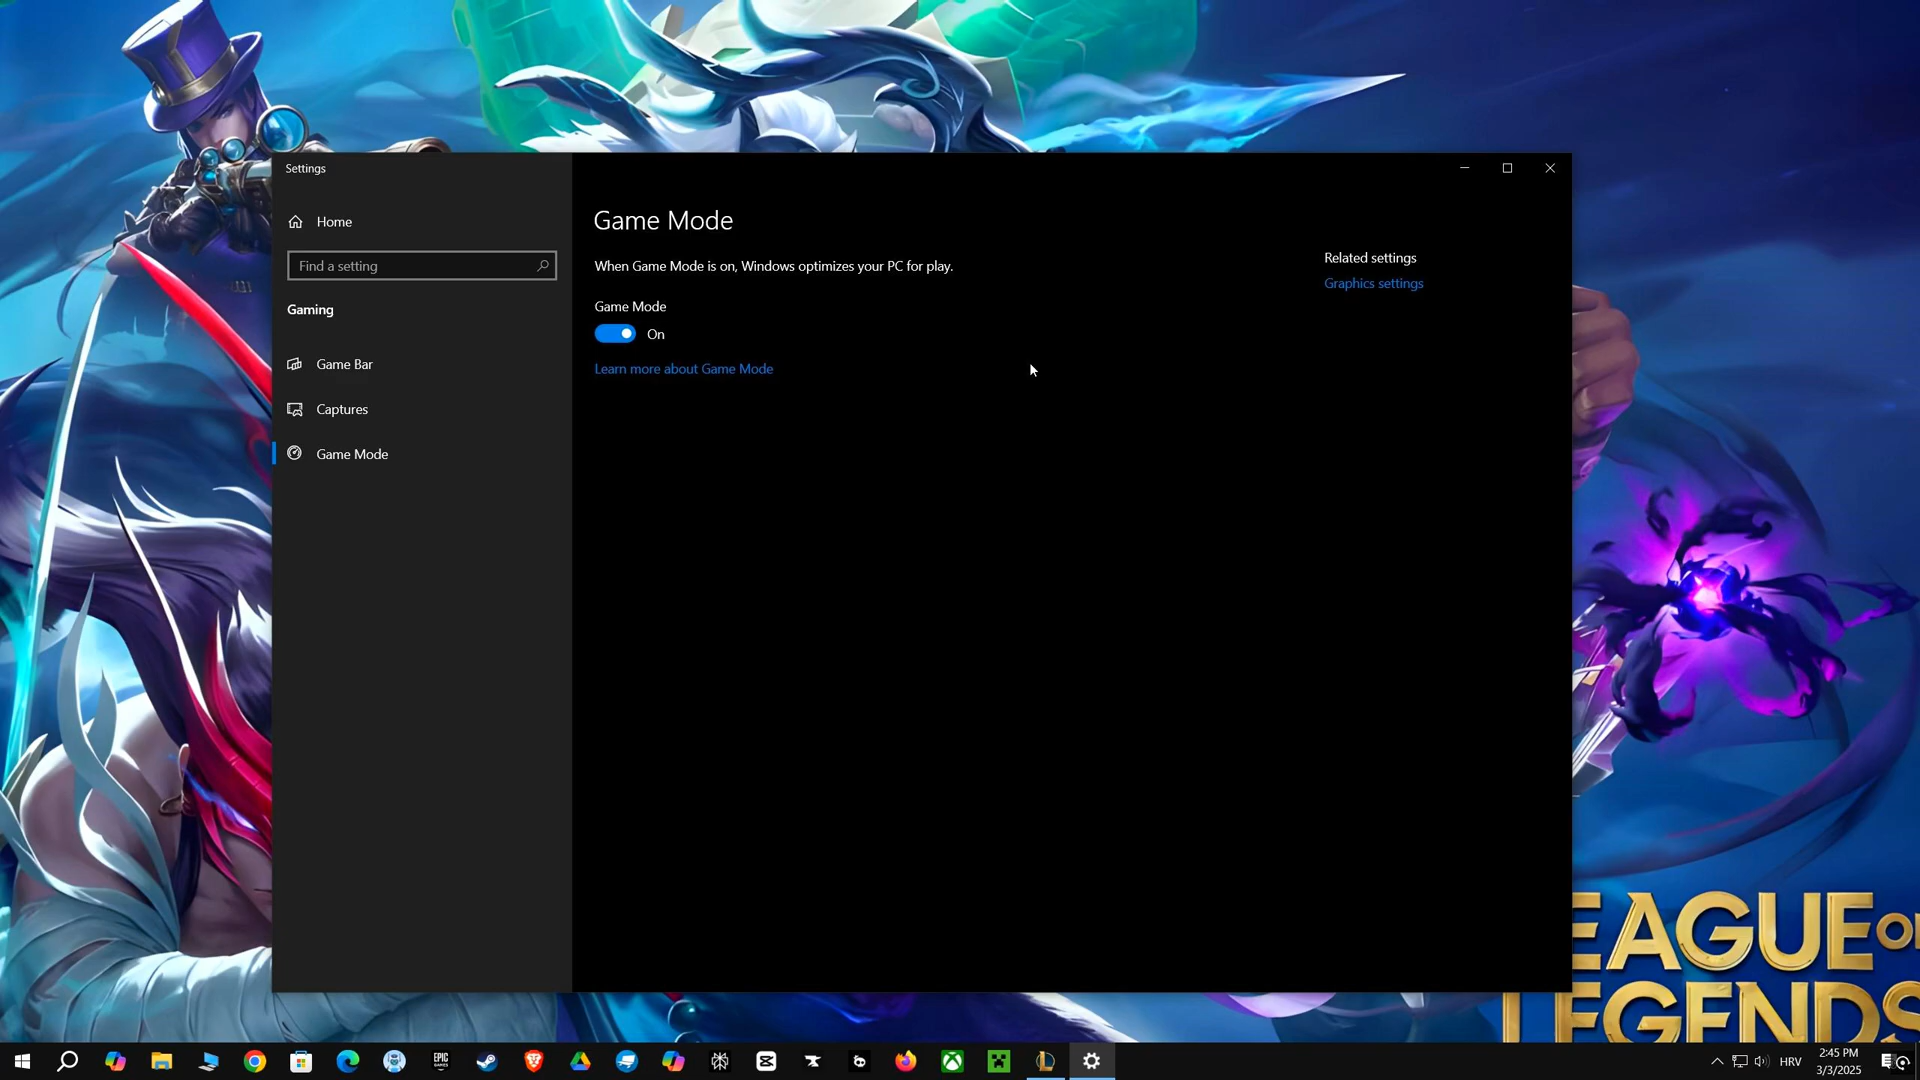 Settings
Home
Find a setting
Gaming
Game Bar
Captures
Game Mode
Game Mode
When Game Mode is on, Windows optimizes your PC for play.
Game Mode
On
Learn more about Game Mode
Related settings
Graphics settings
EAGUE OF
LEGENDS
EPIC
GAMES
HRV
2:45 PM
3/3/2025